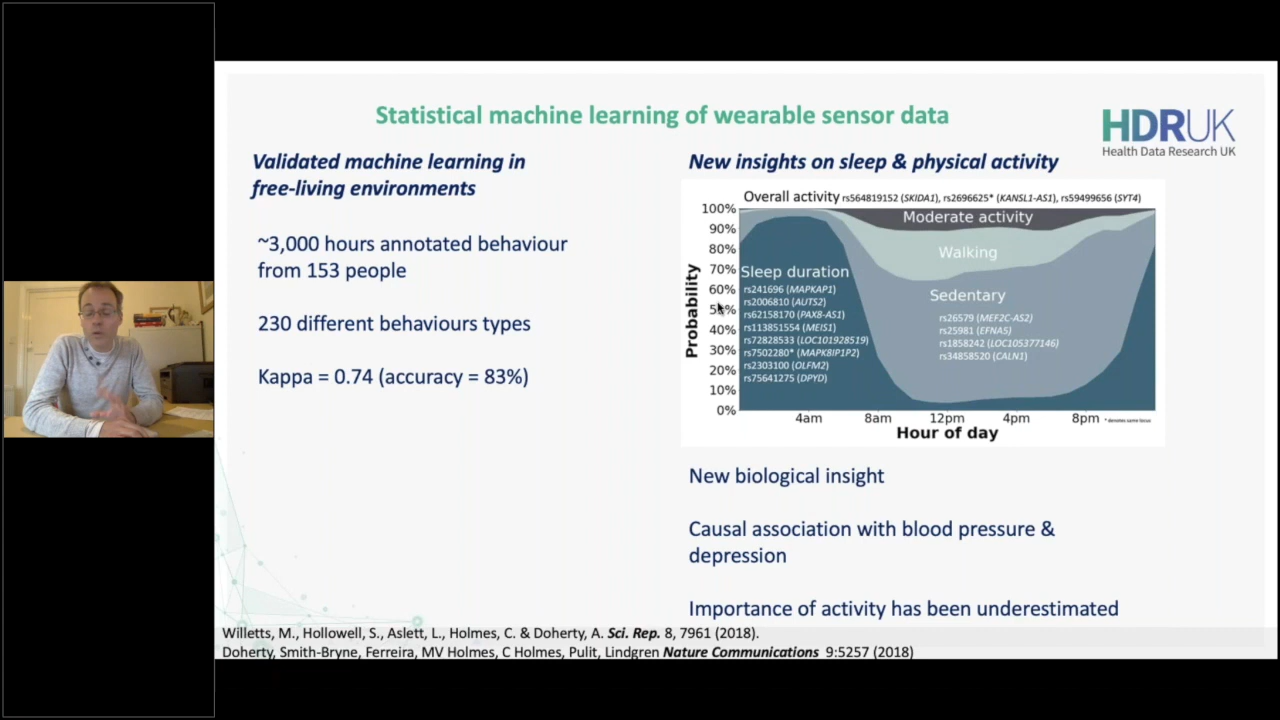 Statistical machine learning of wearable sensor data
HDRUK
Health Data Research UK
Validated machine learning in
free-living environments
~3,000 hours annotated behaviour
from 153 people
230 different behaviours types
Kappa = 0.74 (accuracy = 83%)
New insights on sleep & physical activity
Overall activity rs564819152 (SKIDA1), rs2696625* (KANSL1-AS1), rs59499656 (SYT4)
Probability
100%
90%
80%
70%
60%
50%
40%
30%
20%
10%
0%
Moderate activity
Walking
Sleep duration
rs241696 (MAPKAP1)
rs2006810 (AUTS2)
rs62158170 (PAX8-AS1)
rs113851554 (MEIS1)
rs72828533 (LOC101928519)
rs7502280* (MAPK8IP1P2)
rs2303100 (OLFM2)
rs75641275 (DPYD)
Sedentary
rs26579 (MEF2C-AS2)
rs25981 (EFNA5)
rs1858242 (LOC105377146)
rs34858520 (CALN1)
4am 8am 12pm 4pm 8pm * denotes same locus
Hour of day
New biological insight
Causal association with blood pressure &
depression
Importance of activity has been underestimated
Willetts, M., Hollowell, S., Aslett, L., Holmes, C. & Doherty, A. Sci. Rep. 8, 7961 (2018).
Doherty, Smith-Bryne, Ferreira, MV Holmes, C Holmes, Pulit, Lindgren Nature Communications 9:5257 (2018)